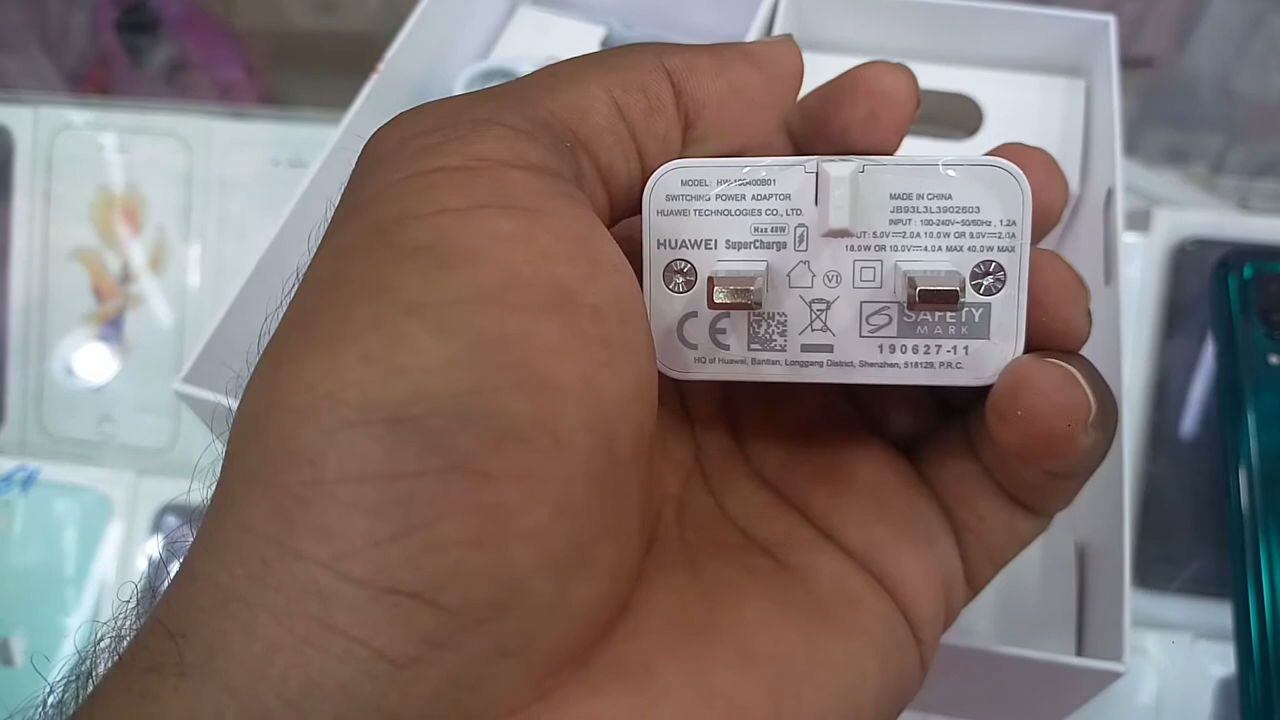 MODEL: HW-100400B01
SWITCHING POWER ADAPTOR
HUAWEI TECHNOLOGIES CO., LTD.
Max 40W
HUAWEI SuperCharge
MADE IN CHINA
JB93L3L3902603
INPUT: 100-240V~50/60Hz, 1.2A
PUT: 5.0V⎓2.0A 10.0W OR 9.0V⎓2.0A
18.0W OR 10.0V⎓4.0A MAX 40.0W MAX
VI
CE
SAFETY
MARK
190627-11
HQ of Huawei, Bantian, Longgang District, Shenzhen, 518129, P.R.C.